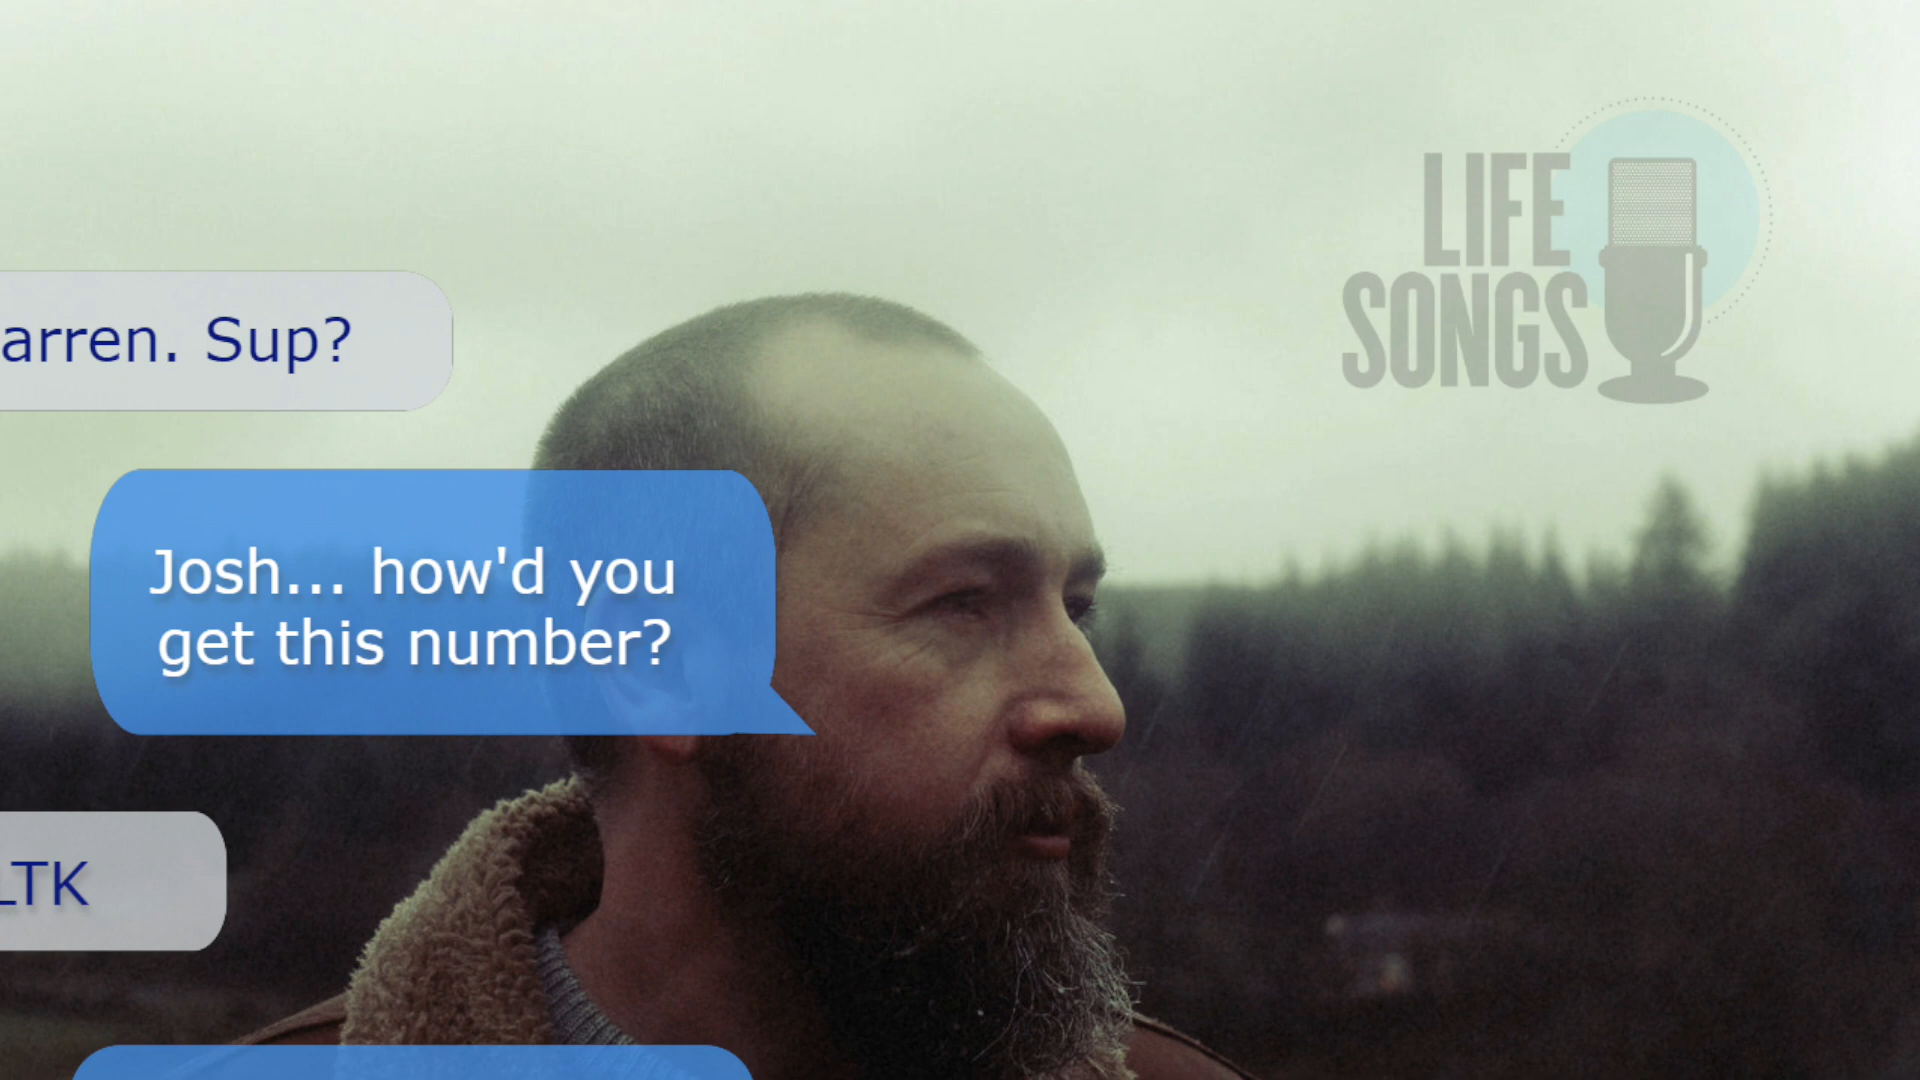 LIFE
SONGS
arren. Sup?
Josh... how'd you
get this number?
LTK